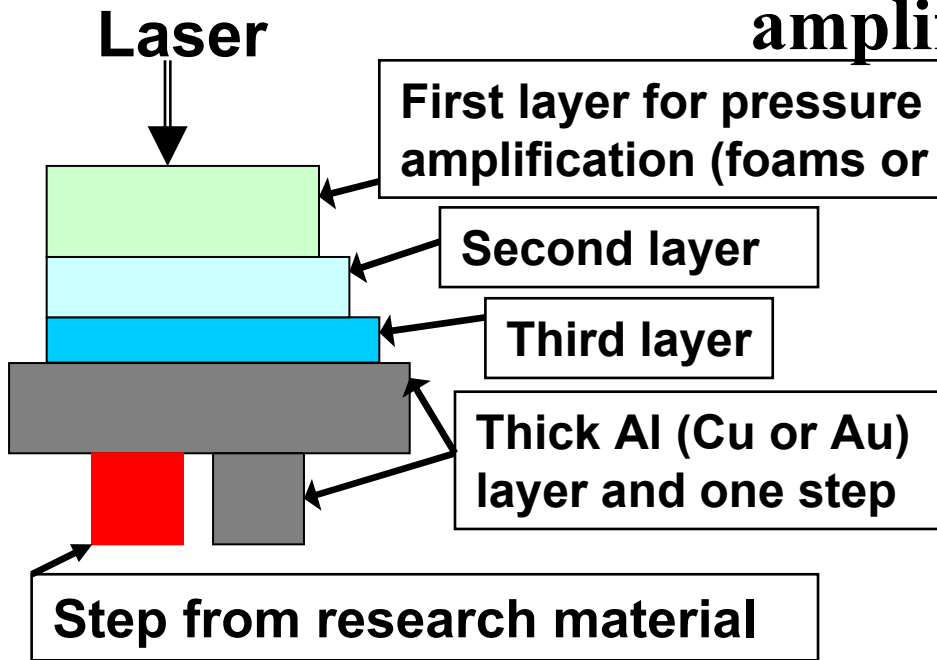 Laser
First layer for pressure
amplification (foams or
Second layer
Third layer
Thick Al (Cu or Au)
layer and one step
Step from research material